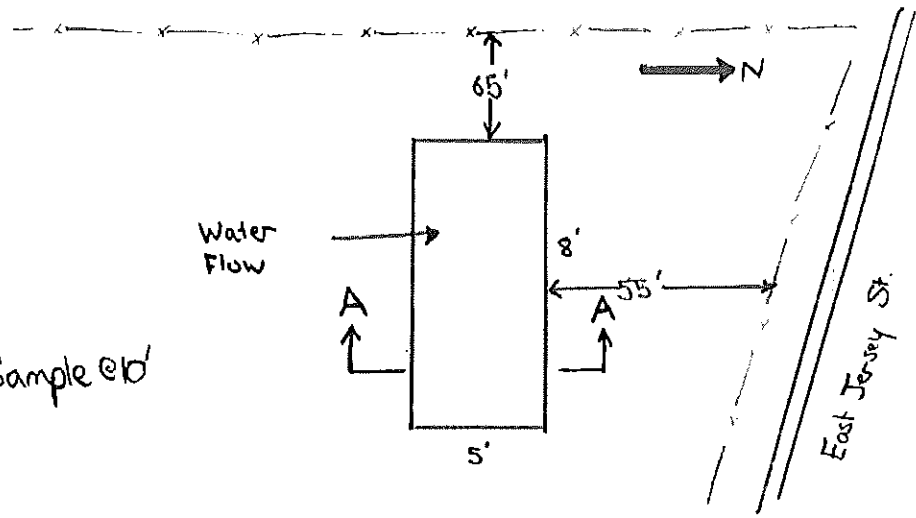 N
65'
Water
Flow
8'
55'
A
A
Sample @10'
5'
East Jersey St.